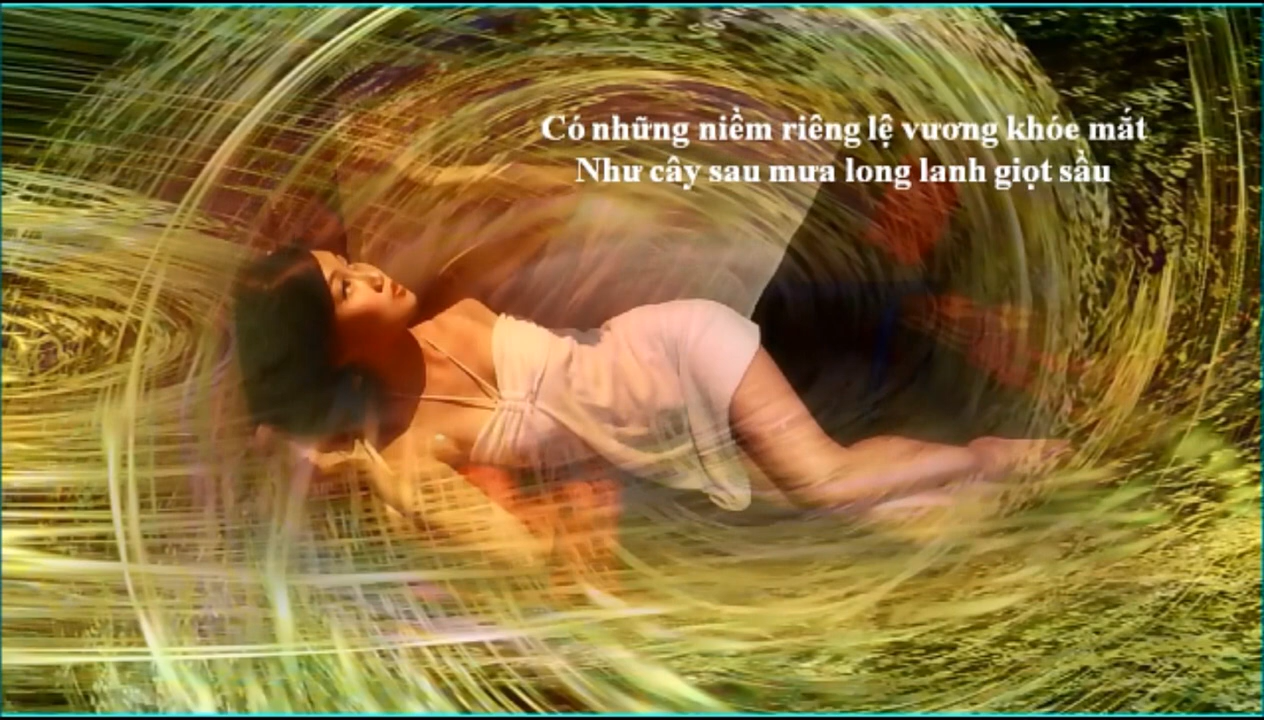 Có những niềm riêng lệ vương khóe mắt
Như cây sau mưa long lanh giọt sầu